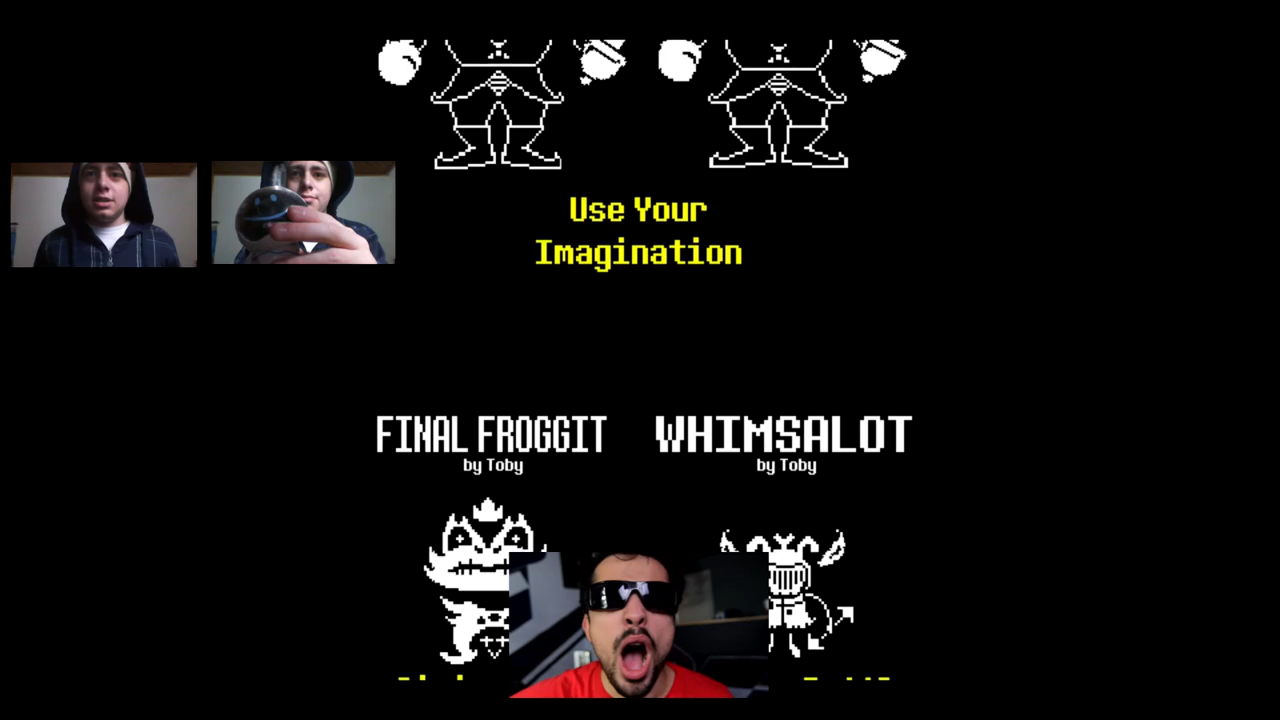 Use Your
Imagination
FINAL FROGGIT
by Toby
WHIMSALOT
by Toby